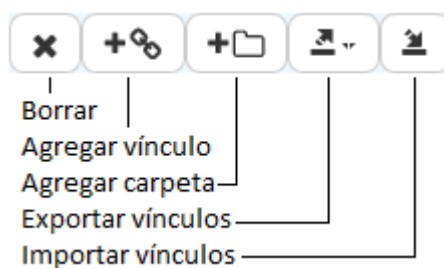 Borrar
Agregar vínculo
Agregar carpeta
Exportar vínculos
Importar vínculos